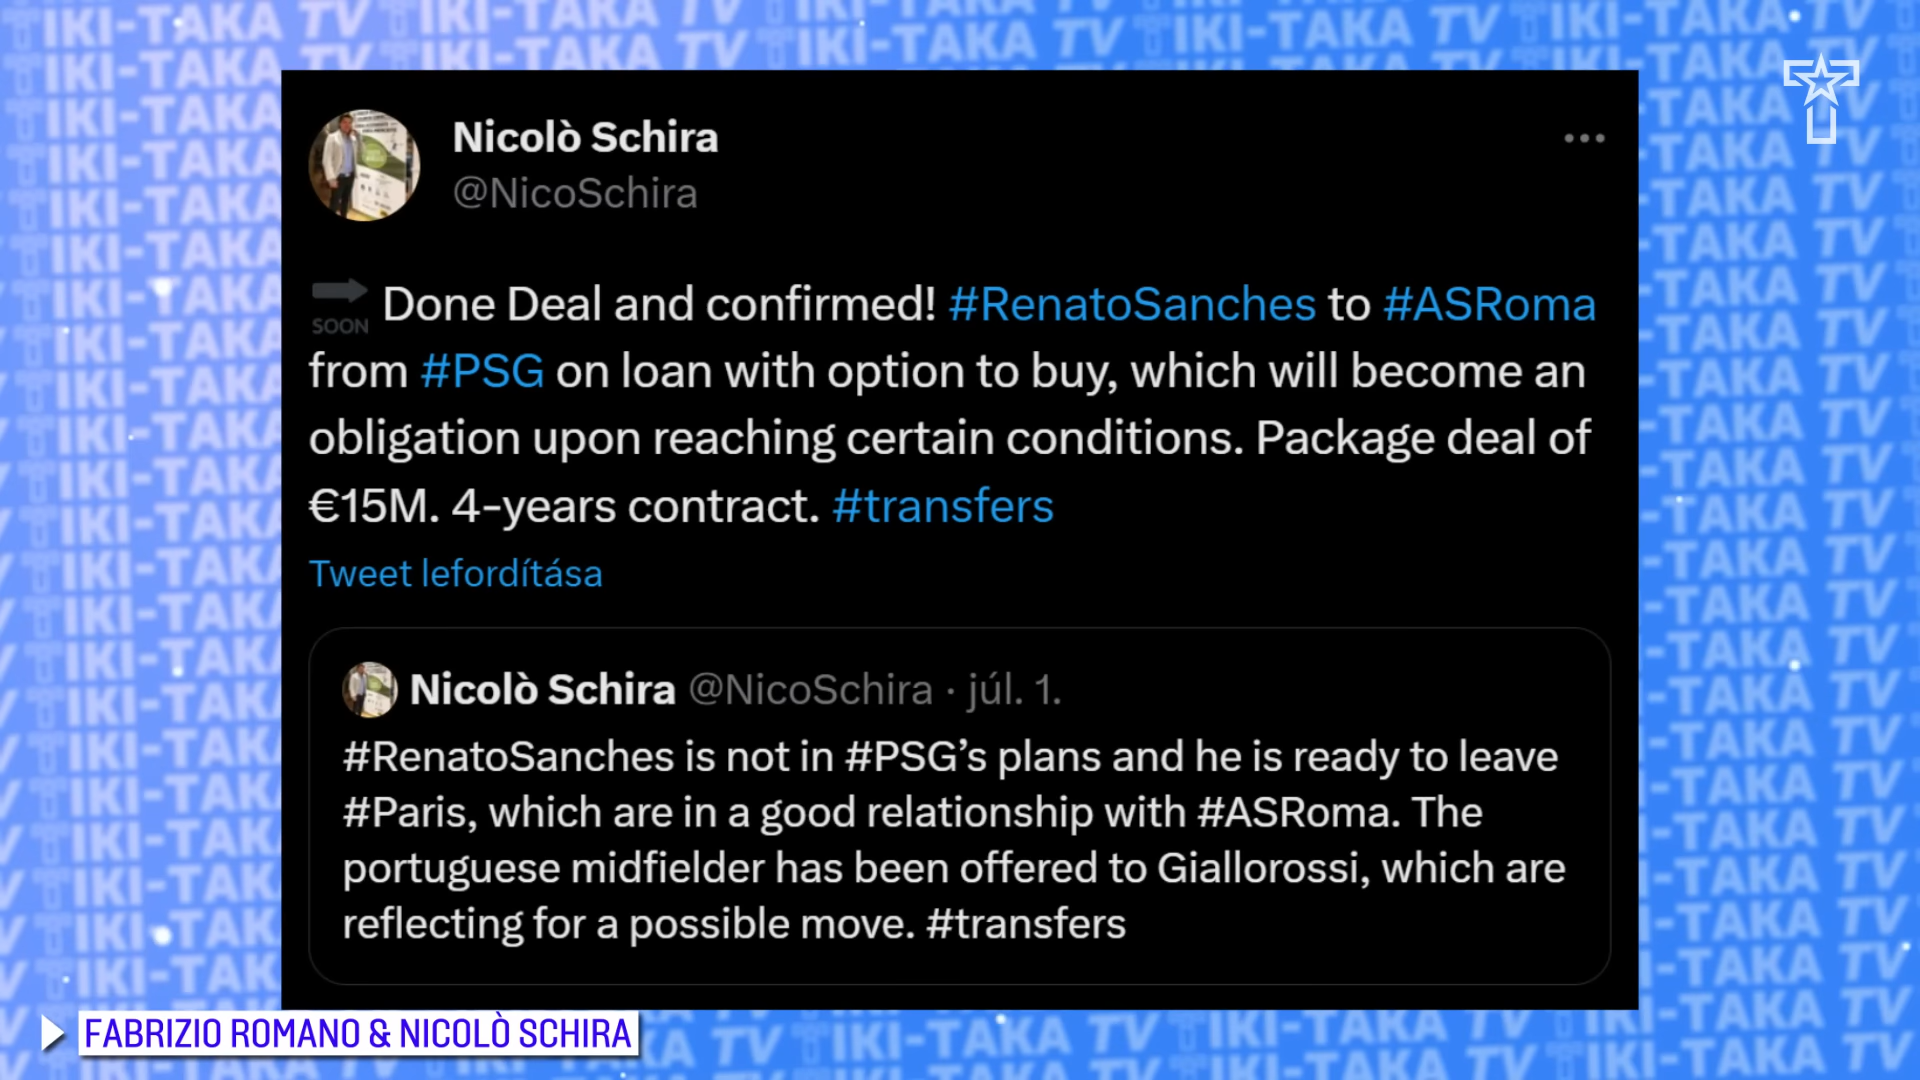 TIKI-TAKA TV
Nicolò Schira
@NicoSchira
SOON Done Deal and confirmed! #RenatoSanches to #ASRoma
from #PSG on loan with option to buy, which will become an
obligation upon reaching certain conditions. Package deal of
€15M. 4-years contract. #transfers
Tweet lefordítása
Nicolò Schira @NicoSchira · júl. 1.
#RenatoSanches is not in #PSG’s plans and he is ready to leave
#Paris, which are in a good relationship with #ASRoma. The
portuguese midfielder has been offered to Giallorossi, which are
reflecting for a possible move. #transfers
FABRIZIO ROMANO & NICOLÒ SCHIRA